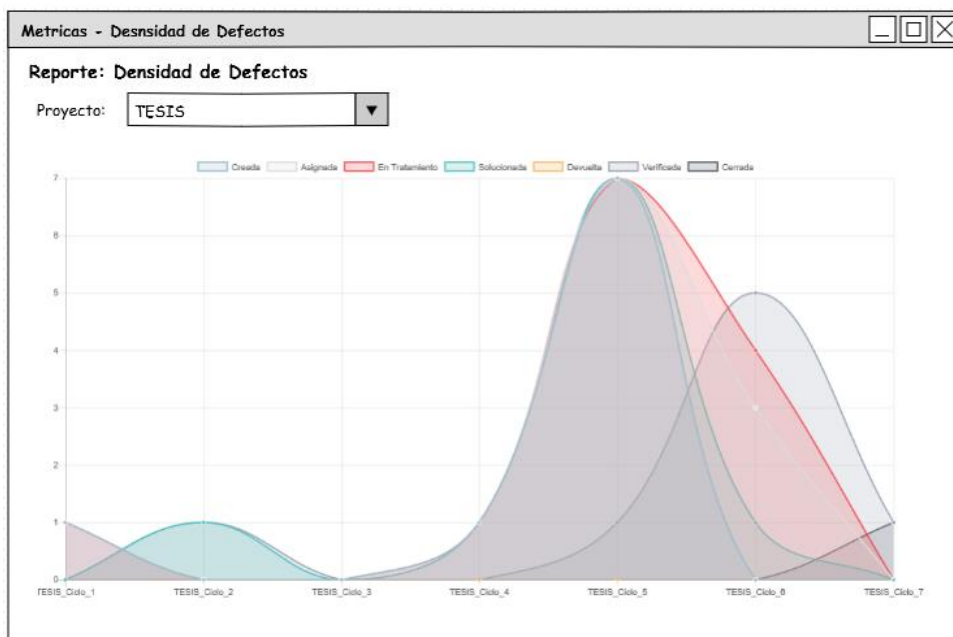 Metricas - Desnsidad de Defectos
Reporte: Densidad de Defectos
Proyecto: TESIS
Creada Asignada En Tratamiento Solucionada Devuelta Verificada Cerrada
7
6
5
4
3
2
1
0
TESIS_Ciclo_1 TESIS_Ciclo_2 TESIS_Ciclo_3 TESIS_Ciclo_4 TESIS_Ciclo_5 TESIS_Ciclo_6 TESIS_Ciclo_7